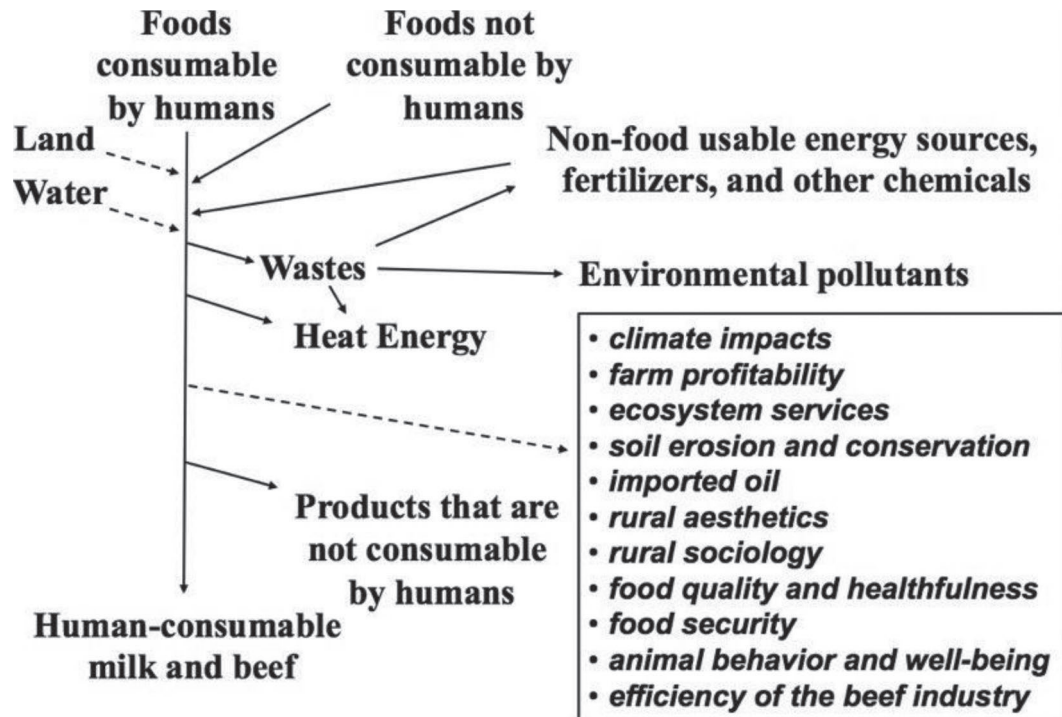 Foods
consumable
by humans
Foods not
consumable by
humans
Land
Water
Non-food usable energy sources,
fertilizers, and other chemicals
Wastes
Environmental pollutants
Heat Energy
• climate impacts
• farm profitability
• ecosystem services
• soil erosion and conservation
• imported oil
• rural aesthetics
• rural sociology
• food quality and healthfulness
• food security
• animal behavior and well-being
• efficiency of the beef industry
Products that are
not consumable
by humans
Human-consumable
milk and beef